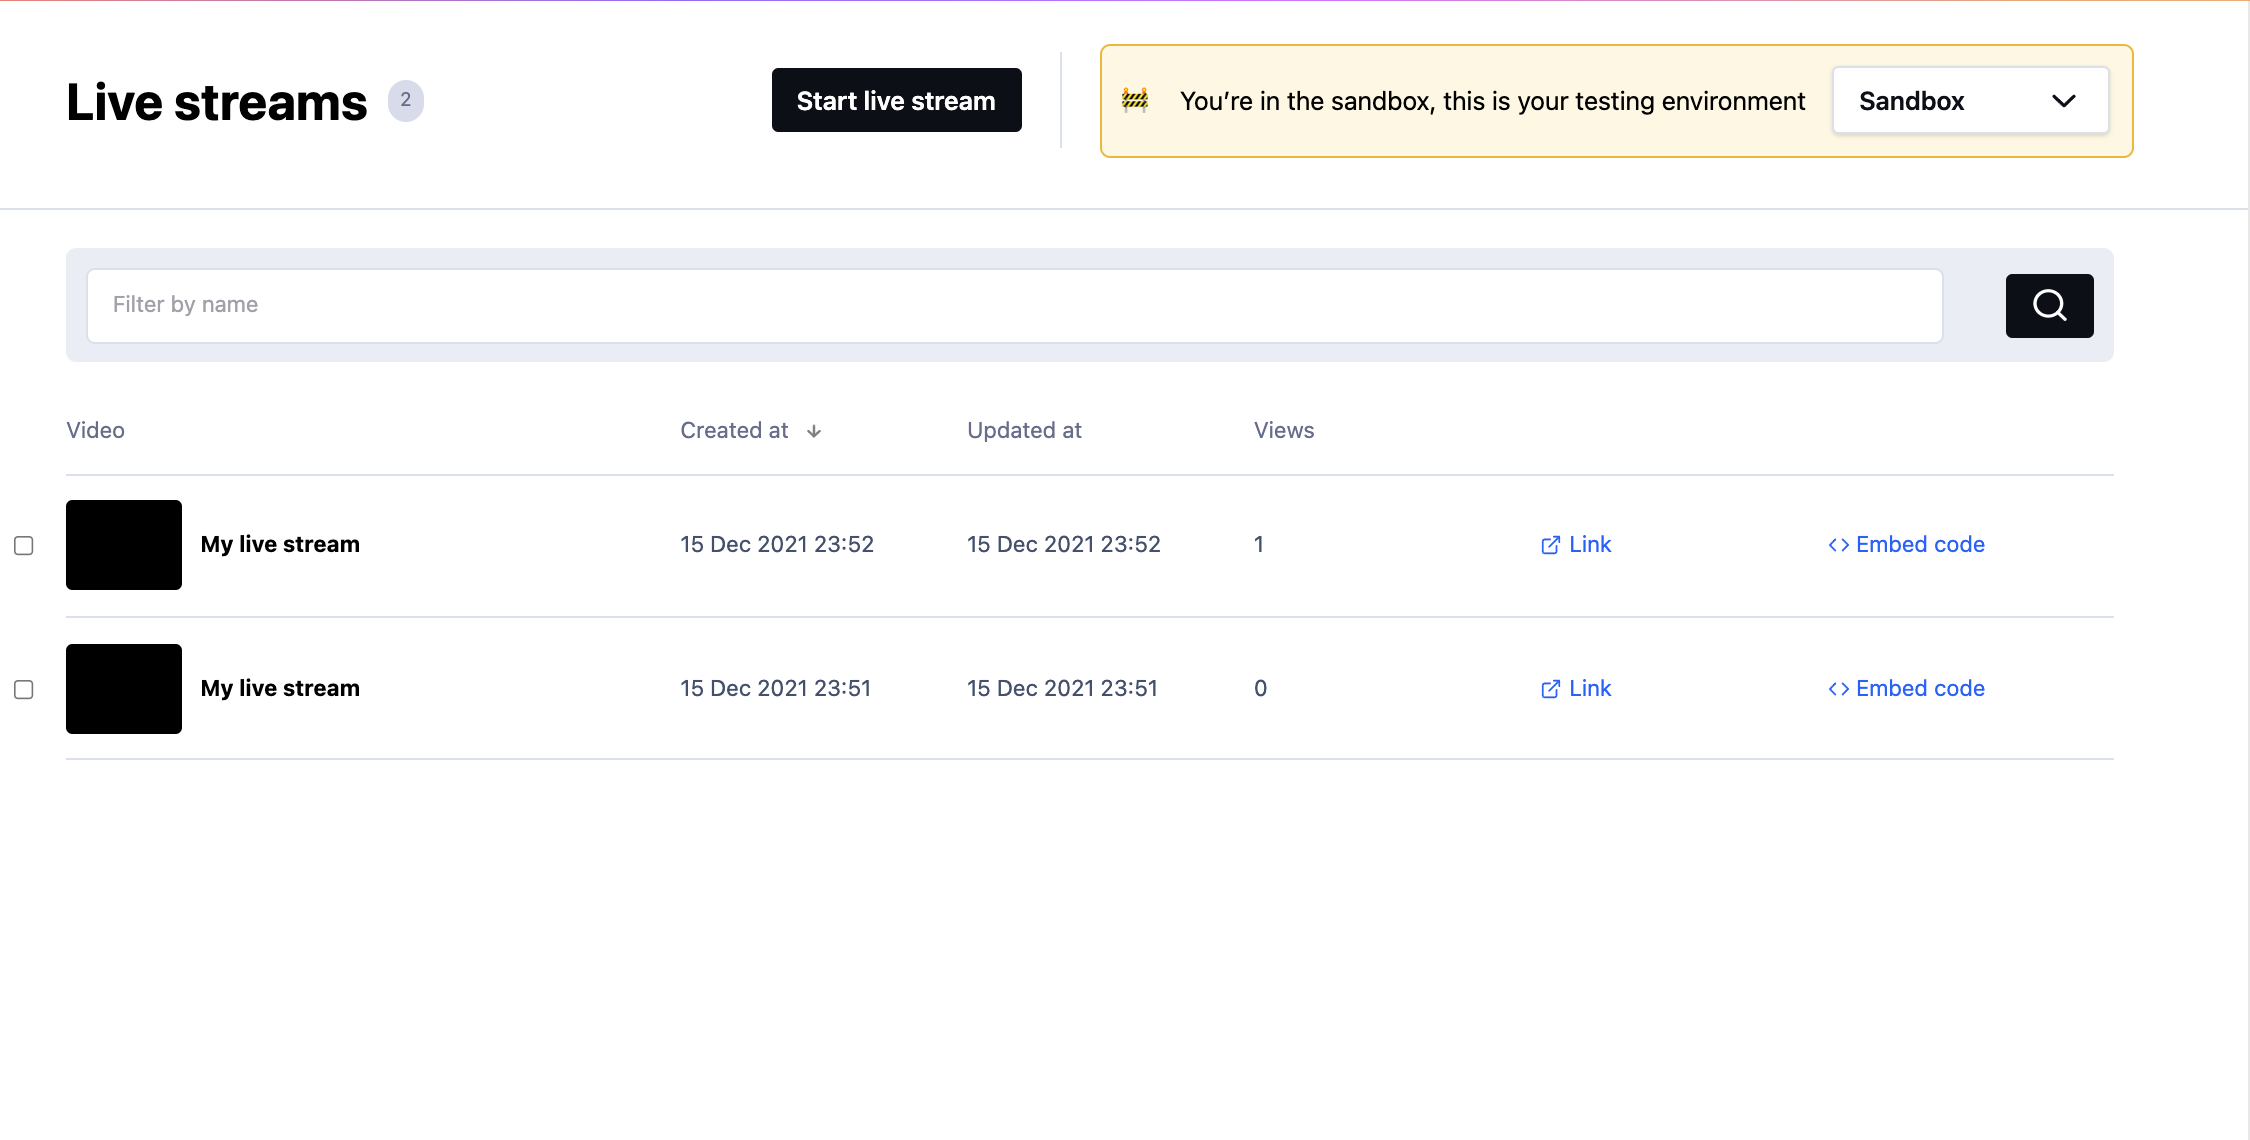 Live streams 2
Start live stream
You’re in the sandbox, this is your testing environment
Sandbox
Filter by name
Video Created at Updated at Views
My live stream 15 Dec 2021 23:52 15 Dec 2021 23:52 1 Link Embed code
My live stream 15 Dec 2021 23:51 15 Dec 2021 23:51 0 Link Embed code